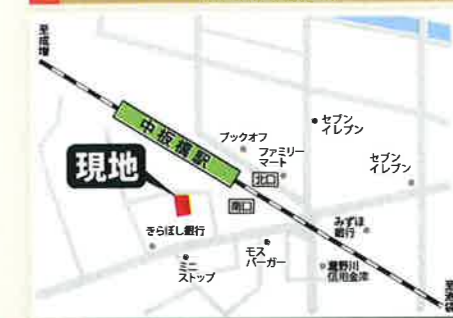 至成増
中板橋駅
現地
ブックオフ
ファミリー
マート
セブン
イレブン
セブン
イレブン
北口
南口
きらぼし銀行
ミニ
ストップ
モス
バーガー
みずほ
銀行
瀧野川
信用金庫
至池袋